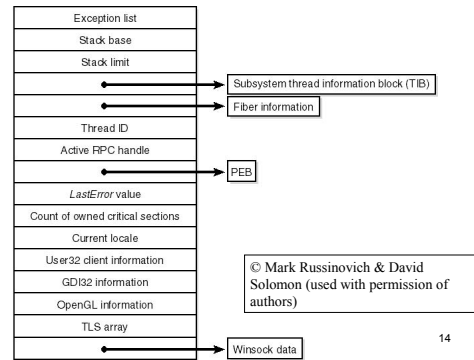 Exception list
Stack base
Stack limit
Subsystem thread information block (TIB)
Fiber information
Thread ID
Active RPC handle
PEB
LastError value
Count of owned critical sections
Current locale
User32 client information
GDI32 information
OpenGL information
TLS array
Winsock data
© Mark Russinovich & David
Solomon (used with permission of
authors)
14